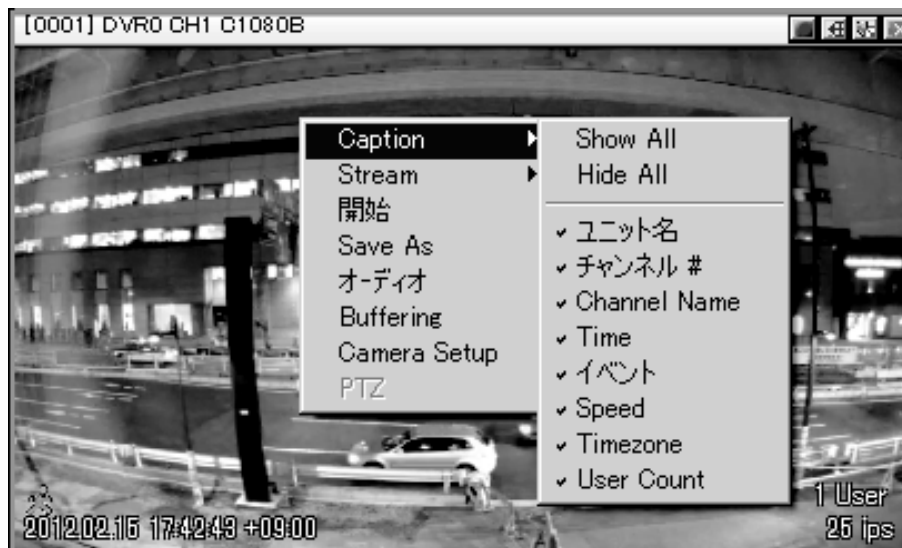 [0001] DVR0 CH1 C1080B
Caption
Stream
開始
Save As
オーディオ
Buffering
Camera Setup
PTZ
Show All
Hide All
ユニット名
チャンネル #
Channel Name
Time
イベント
Speed
Timezone
User Count
2012.02.15 17:42:43 +09:00
1 User
25 ips